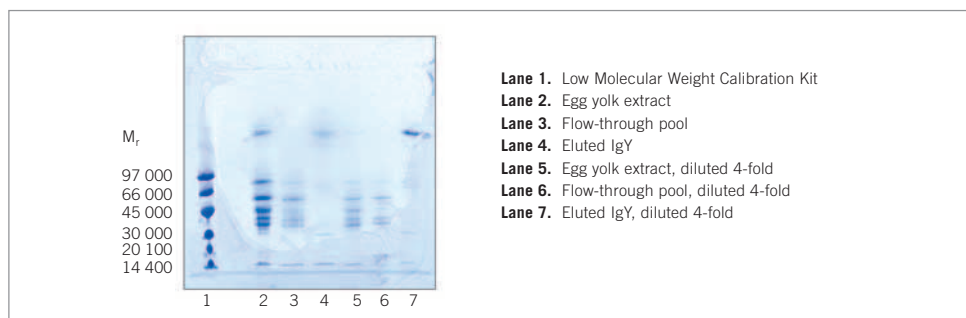 Mr
97 000
66 000
45 000
30 000
20 100
14 400
1 2 3 4 5 6 7
Lane 1. Low Molecular Weight Calibration Kit
Lane 2. Egg yolk extract
Lane 3. Flow-through pool
Lane 4. Eluted IgY
Lane 5. Egg yolk extract, diluted 4-fold
Lane 6. Flow-through pool, diluted 4-fold
Lane 7. Eluted IgY, diluted 4-fold